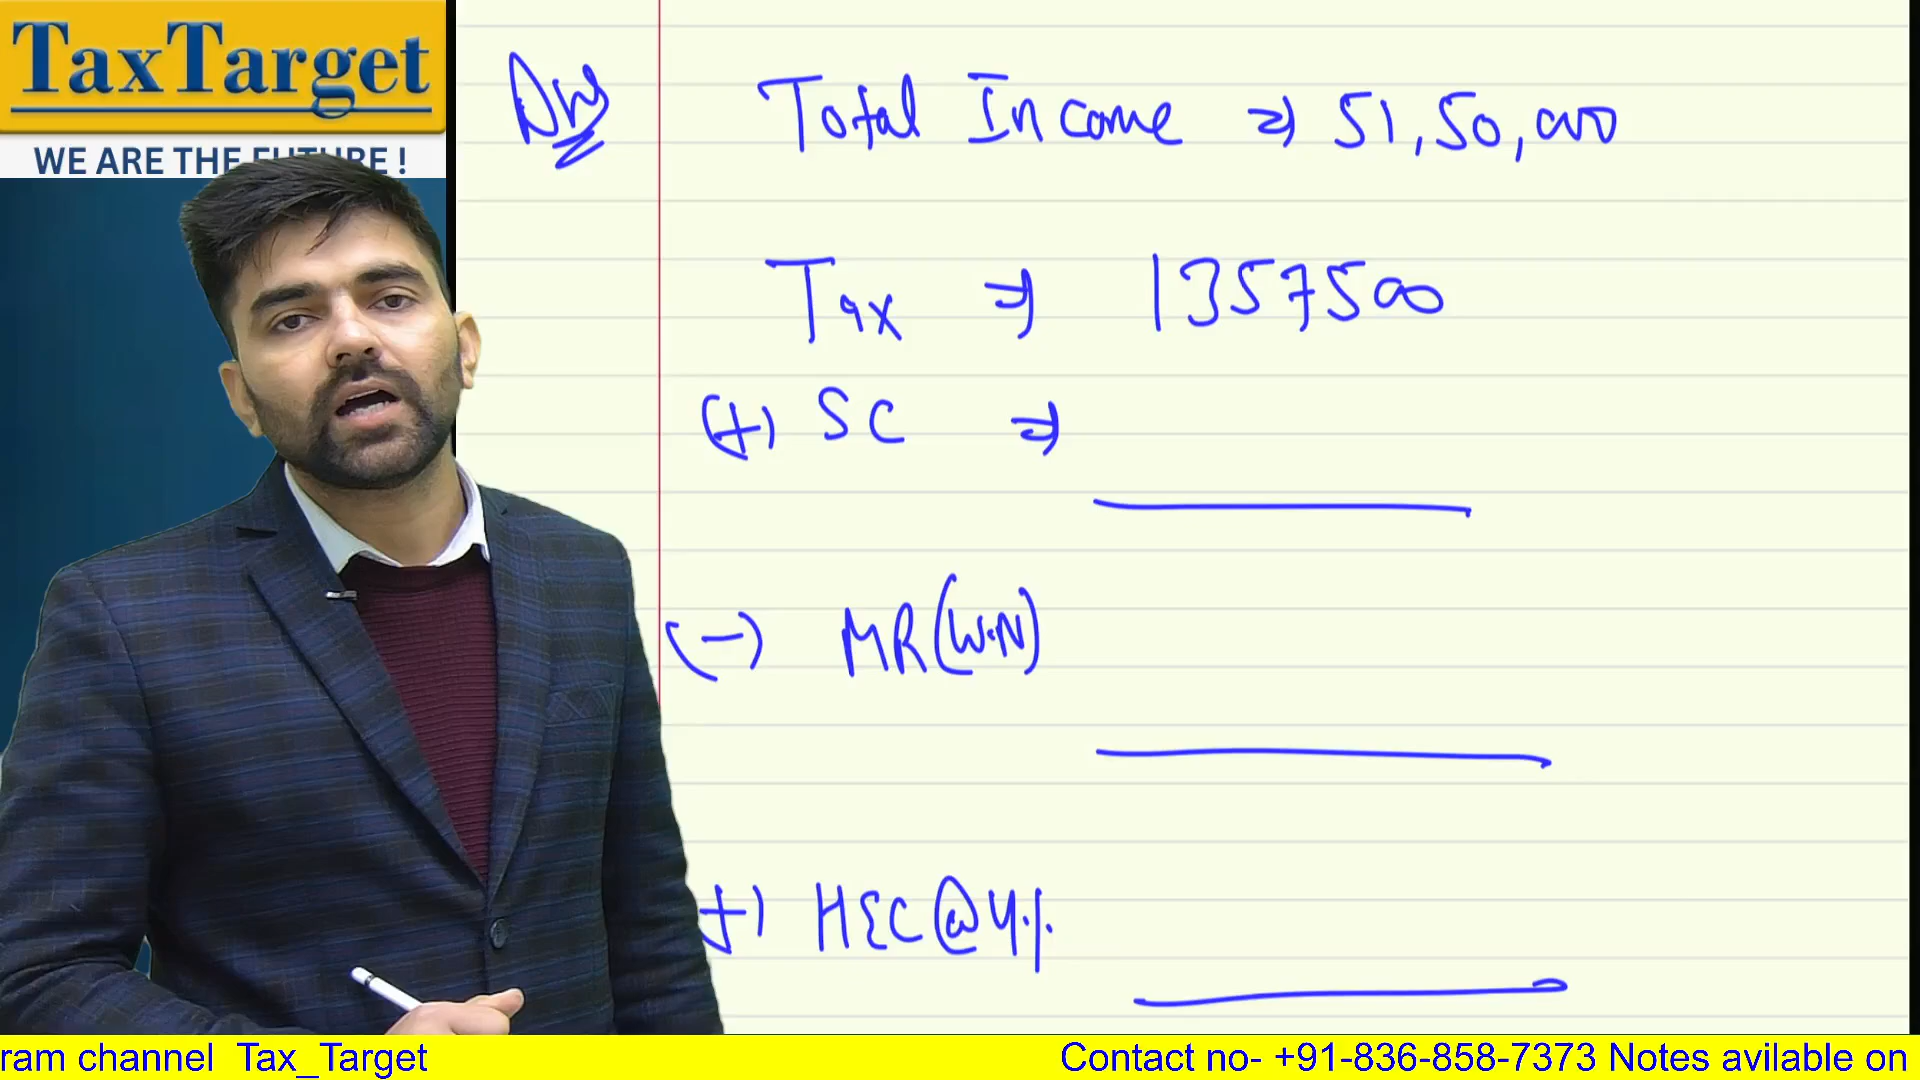 TaxTarget
WE ARE THE FUTURE !
Ans
Total Income ⇒ 51,50,000
Tax ⇒ 1357500
(+) SC ⇒
(-) MR(W.N)
+) HEC@4%
ram channel Tax_Target
Contact no- +91-836-858-7373 Notes avilable on